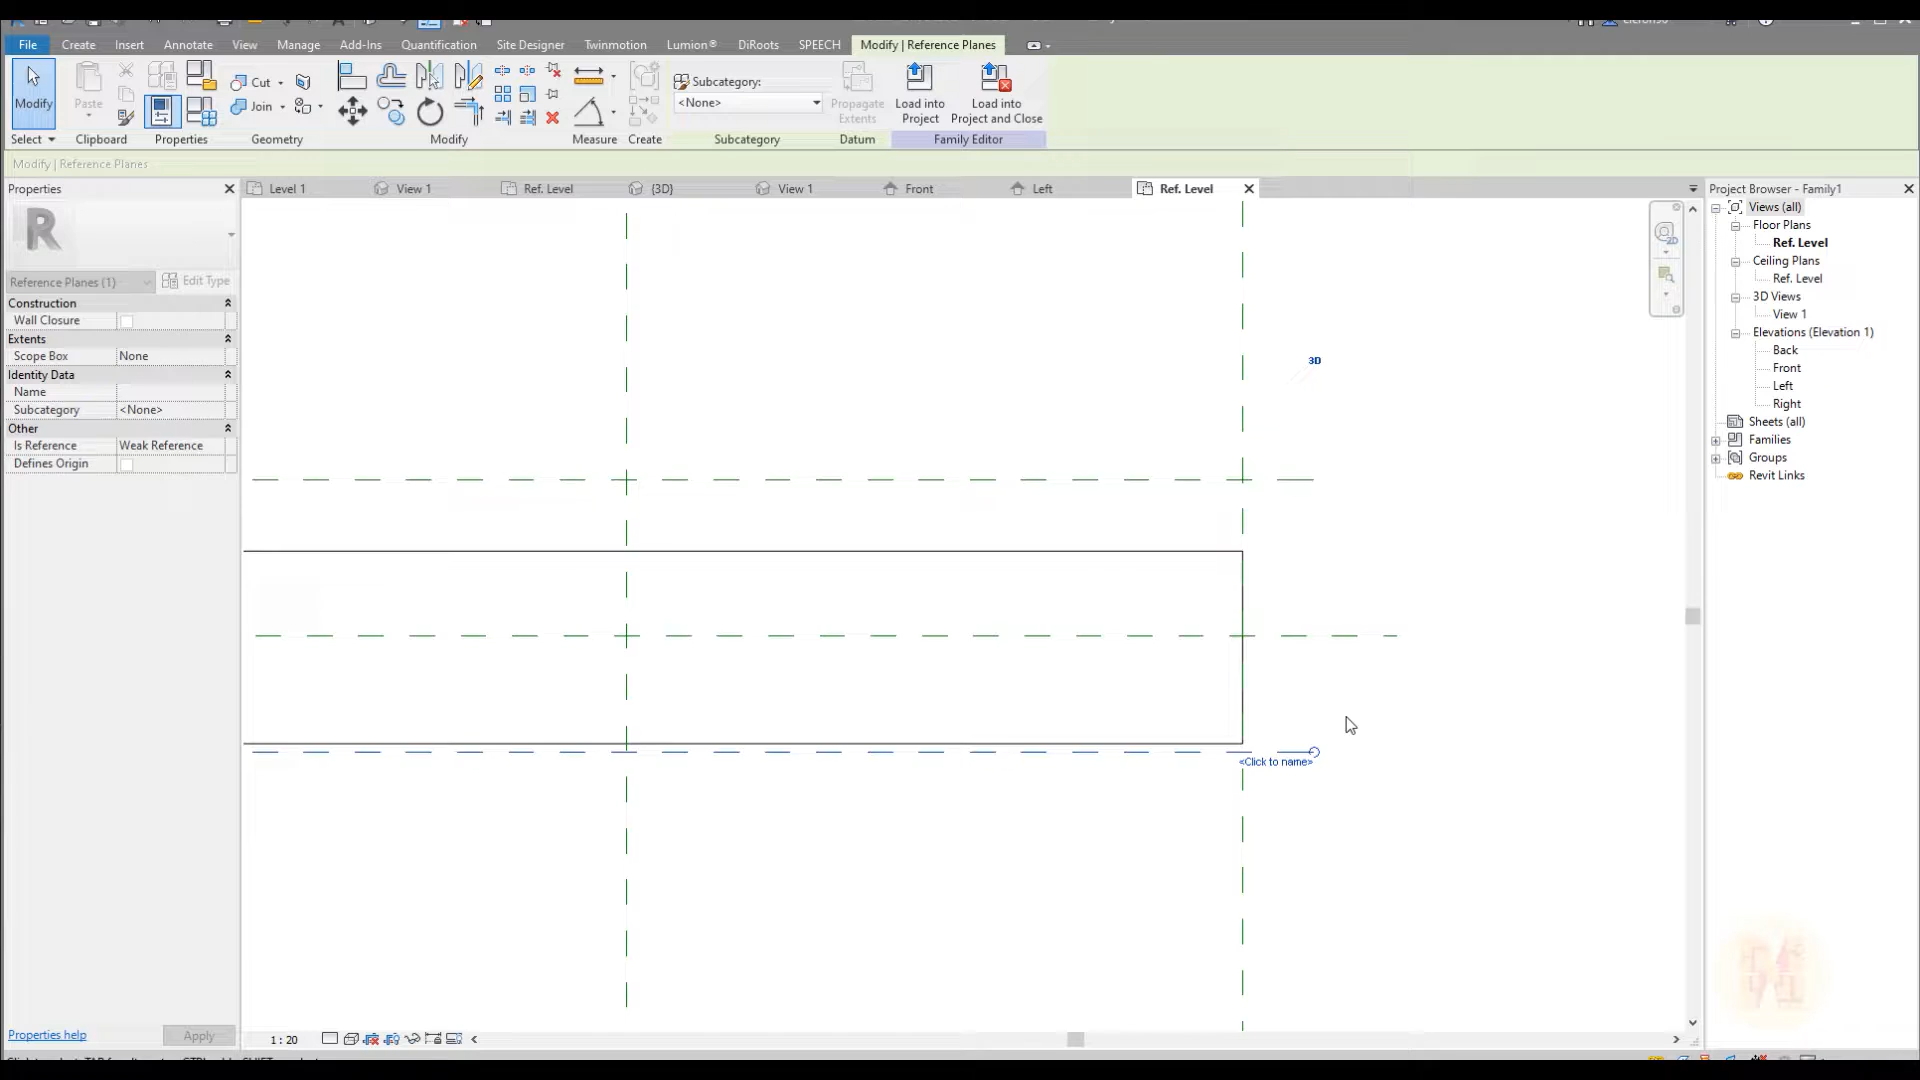 File Create Insert Annotate View Manage Add-Ins Quantification Site Designer Twinmotion Lumion® DiRoots SPEECH Modify | Reference Planes
Modify Paste Cut Join Subcategory: <None> Propagate Extents Load into Project Load into Project and Close
Select Clipboard Properties Geometry Modify Measure Create Subcategory Datum Family Editor
Modify | Reference Planes
Properties
Level 1 View 1 Ref. Level {3D} View 1 Front Left Ref. Level
Project Browser - Family1
R
Reference Planes (1) Edit Type
Construction
Wall Closure
Extents
Scope Box None
Identity Data
Name
Subcategory <None>
Other
Is Reference Weak Reference
Defines Origin
Properties help Apply
2D
3D
<Click to name>
1 : 20
Views (all)
Floor Plans
Ref. Level
Ceiling Plans
Ref. Level
3D Views
View 1
Elevations (Elevation 1)
Back
Front
Left
Right
Sheets (all)
Families
Groups
Revit Links